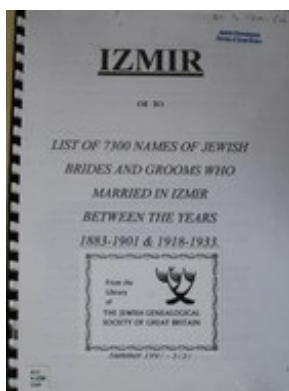 IZMIR
LIST OF 7300 NAMES OF JEWISH
BRIDES AND GROOMS WHO
MARRIED IN IZMIR
BETWEEN THE YEARS
1883-1901 & 1918-1933.
From the
Library
of
THE JEWISH GENEALOGICAL
SOCIETY OF GREAT BRITAIN